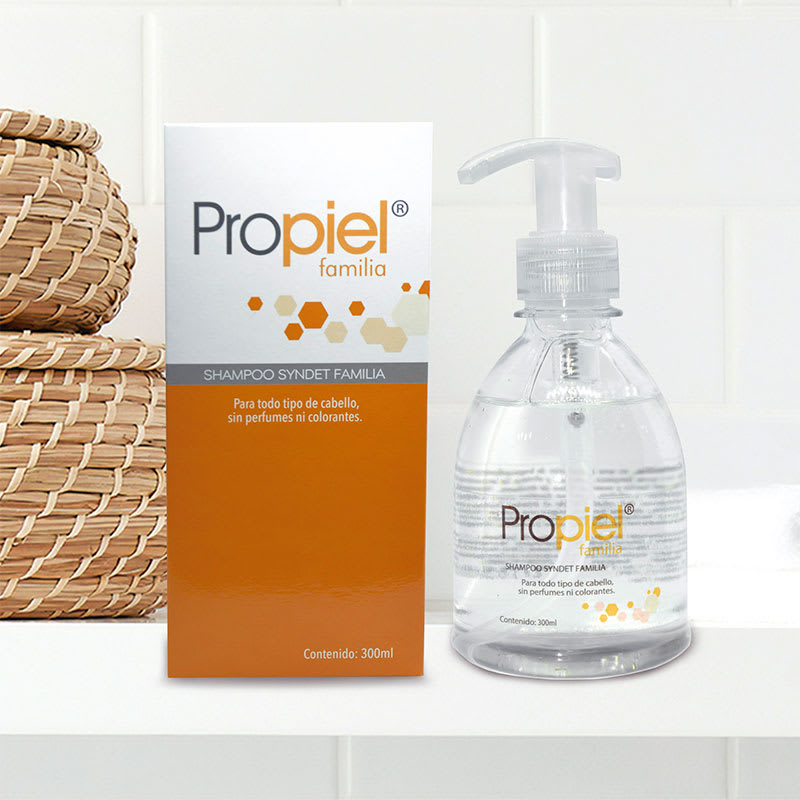 Propiel®
familia
SHAMPOO SYNDET FAMILIA
Para todo tipo de cabello,
sin perfumes ni colorantes.
Contenido: 300ml
Propiel®
familia
SHAMPOO SYNDET FAMILIA
Para todo tipo de cabello,
sin perfumes ni colorantes.
Contenido: 300ml